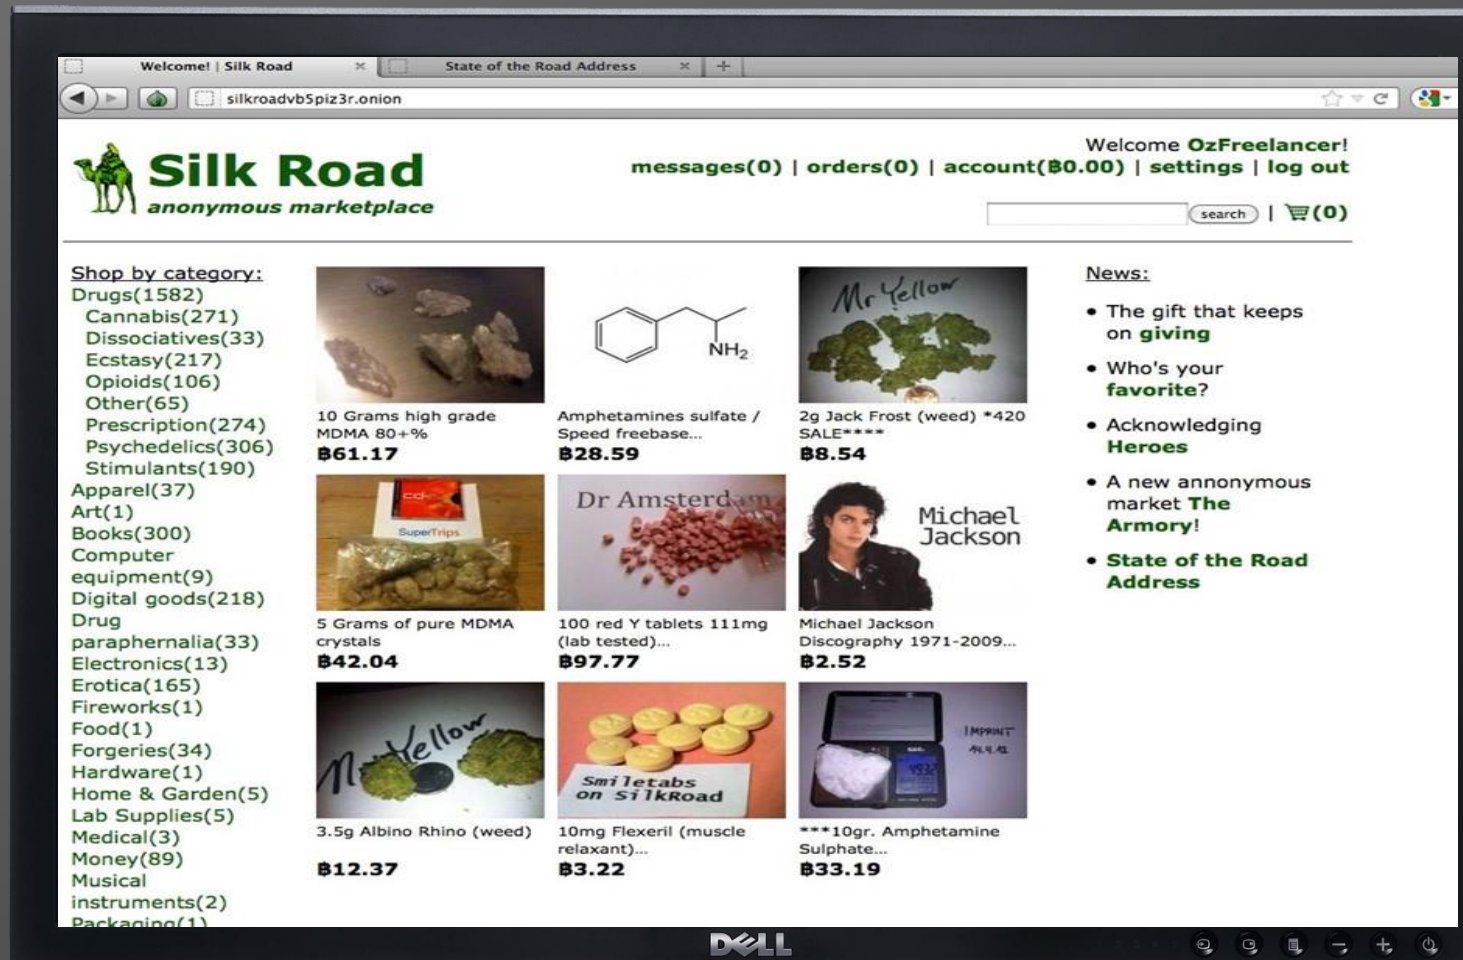 Welcome! | Silk Road
State of the Road Address
silkroadvb5piz3r.onion
Silk Road
anonymous marketplace
Welcome OzFreelancer!
messages(0) | orders(0) | account(฿0.00) | settings | log out
search | (0)
Shop by category:
Drugs(1582)
Cannabis(271)
Dissociatives(33)
Ecstasy(217)
Opioids(106)
Other(65)
Prescription(274)
Psychedelics(306)
Stimulants(190)
Apparel(37)
Art(1)
Books(300)
Computer
equipment(9)
Digital goods(218)
Drug
paraphernalia(33)
Electronics(13)
Erotica(165)
Fireworks(1)
Food(1)
Forgeries(34)
Hardware(1)
Home & Garden(5)
Lab Supplies(5)
Medical(3)
Money(89)
Musical
instruments(2)
Packaging(1)
10 Grams high grade
MDMA 80+%
฿61.17
NH2
Amphetamines sulfate /
Speed freebase...
฿28.59
Mr Yellow
2g Jack Frost (weed) *420
SALE****
฿8.54
SuperTrips
5 Grams of pure MDMA
crystals
฿42.04
Dr Amsterdam
100 red Y tablets 111mg
(lab tested)...
฿97.77
Michael
Jackson
Michael Jackson
Discography 1971-2009...
฿2.52
Mr Yellow
3.5g Albino Rhino (weed)
฿12.37
Smiletabs
on SilkRoad
10mg Flexeril (muscle
relaxant)...
฿3.22
IMPRINT
***10gr. Amphetamine
Sulphate...
฿33.19
News:
• The gift that keeps
on giving
• Who's your
favorite?
• Acknowledging
Heroes
• A new annonymous
market The
Armory!
• State of the Road
Address
DELL